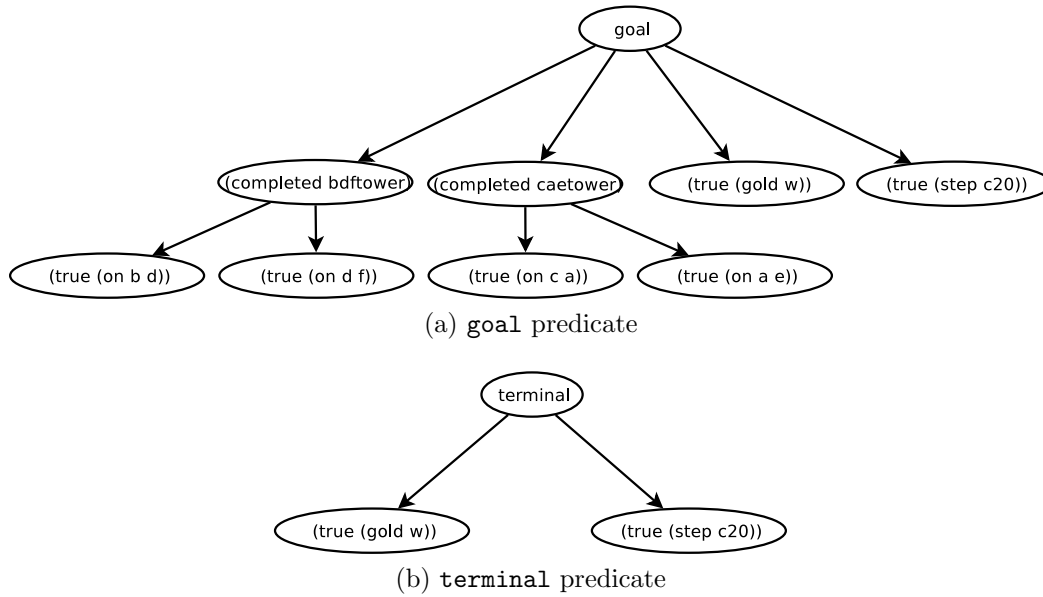 goal
(completed bdftower)
(completed caetower)
(true (gold w))
(true (step c20))
(true (on b d))
(true (on d f))
(true (on c a))
(true (on a e))
(a) goal predicate
terminal
(true (gold w))
(true (step c20))
(b) terminal predicate